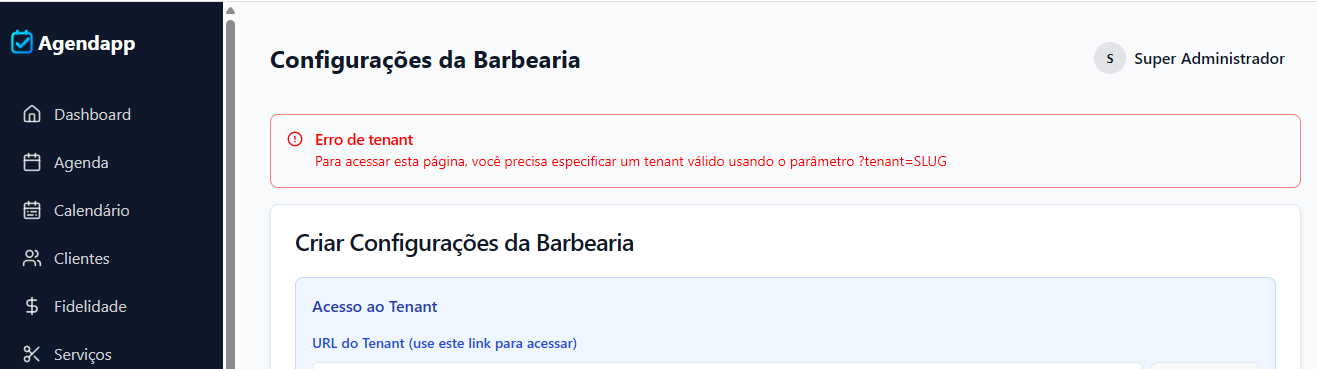 Agendapp
Dashboard
Agenda
Calendário
Clientes
Fidelidade
Serviços
Configurações da Barbearia
S
Super Administrador
Erro de tenant
Para acessar esta página, você precisa especificar um tenant válido usando o parâmetro ?tenant=SLUG
Criar Configurações da Barbearia
Acesso ao Tenant
URL do Tenant (use este link para acessar)